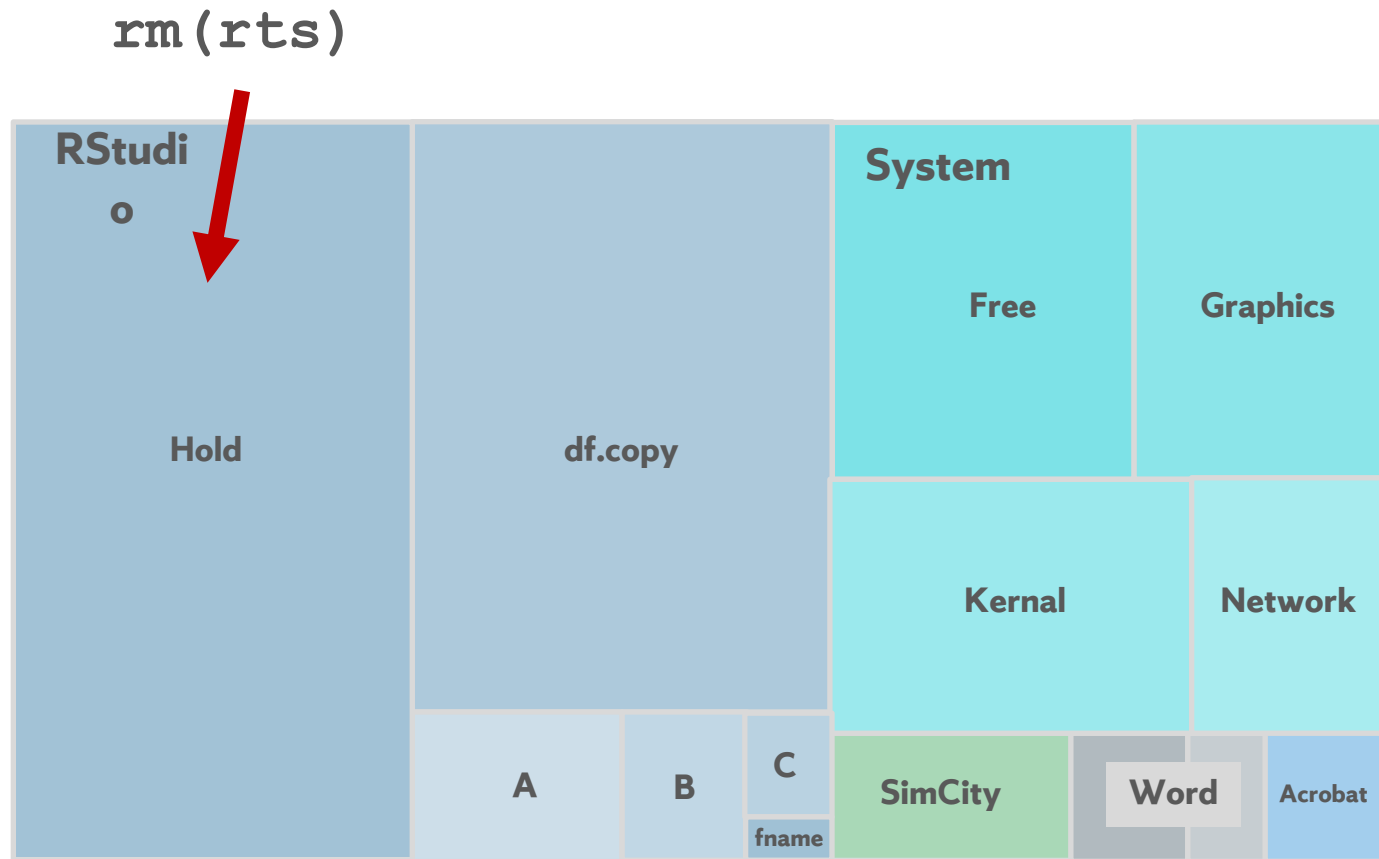 rm(rts)
RStudi
o
System
Free
Graphics
Hold
df.copy
Kernal
Network
A
B
C
fname
SimCity
Word
Acrobat